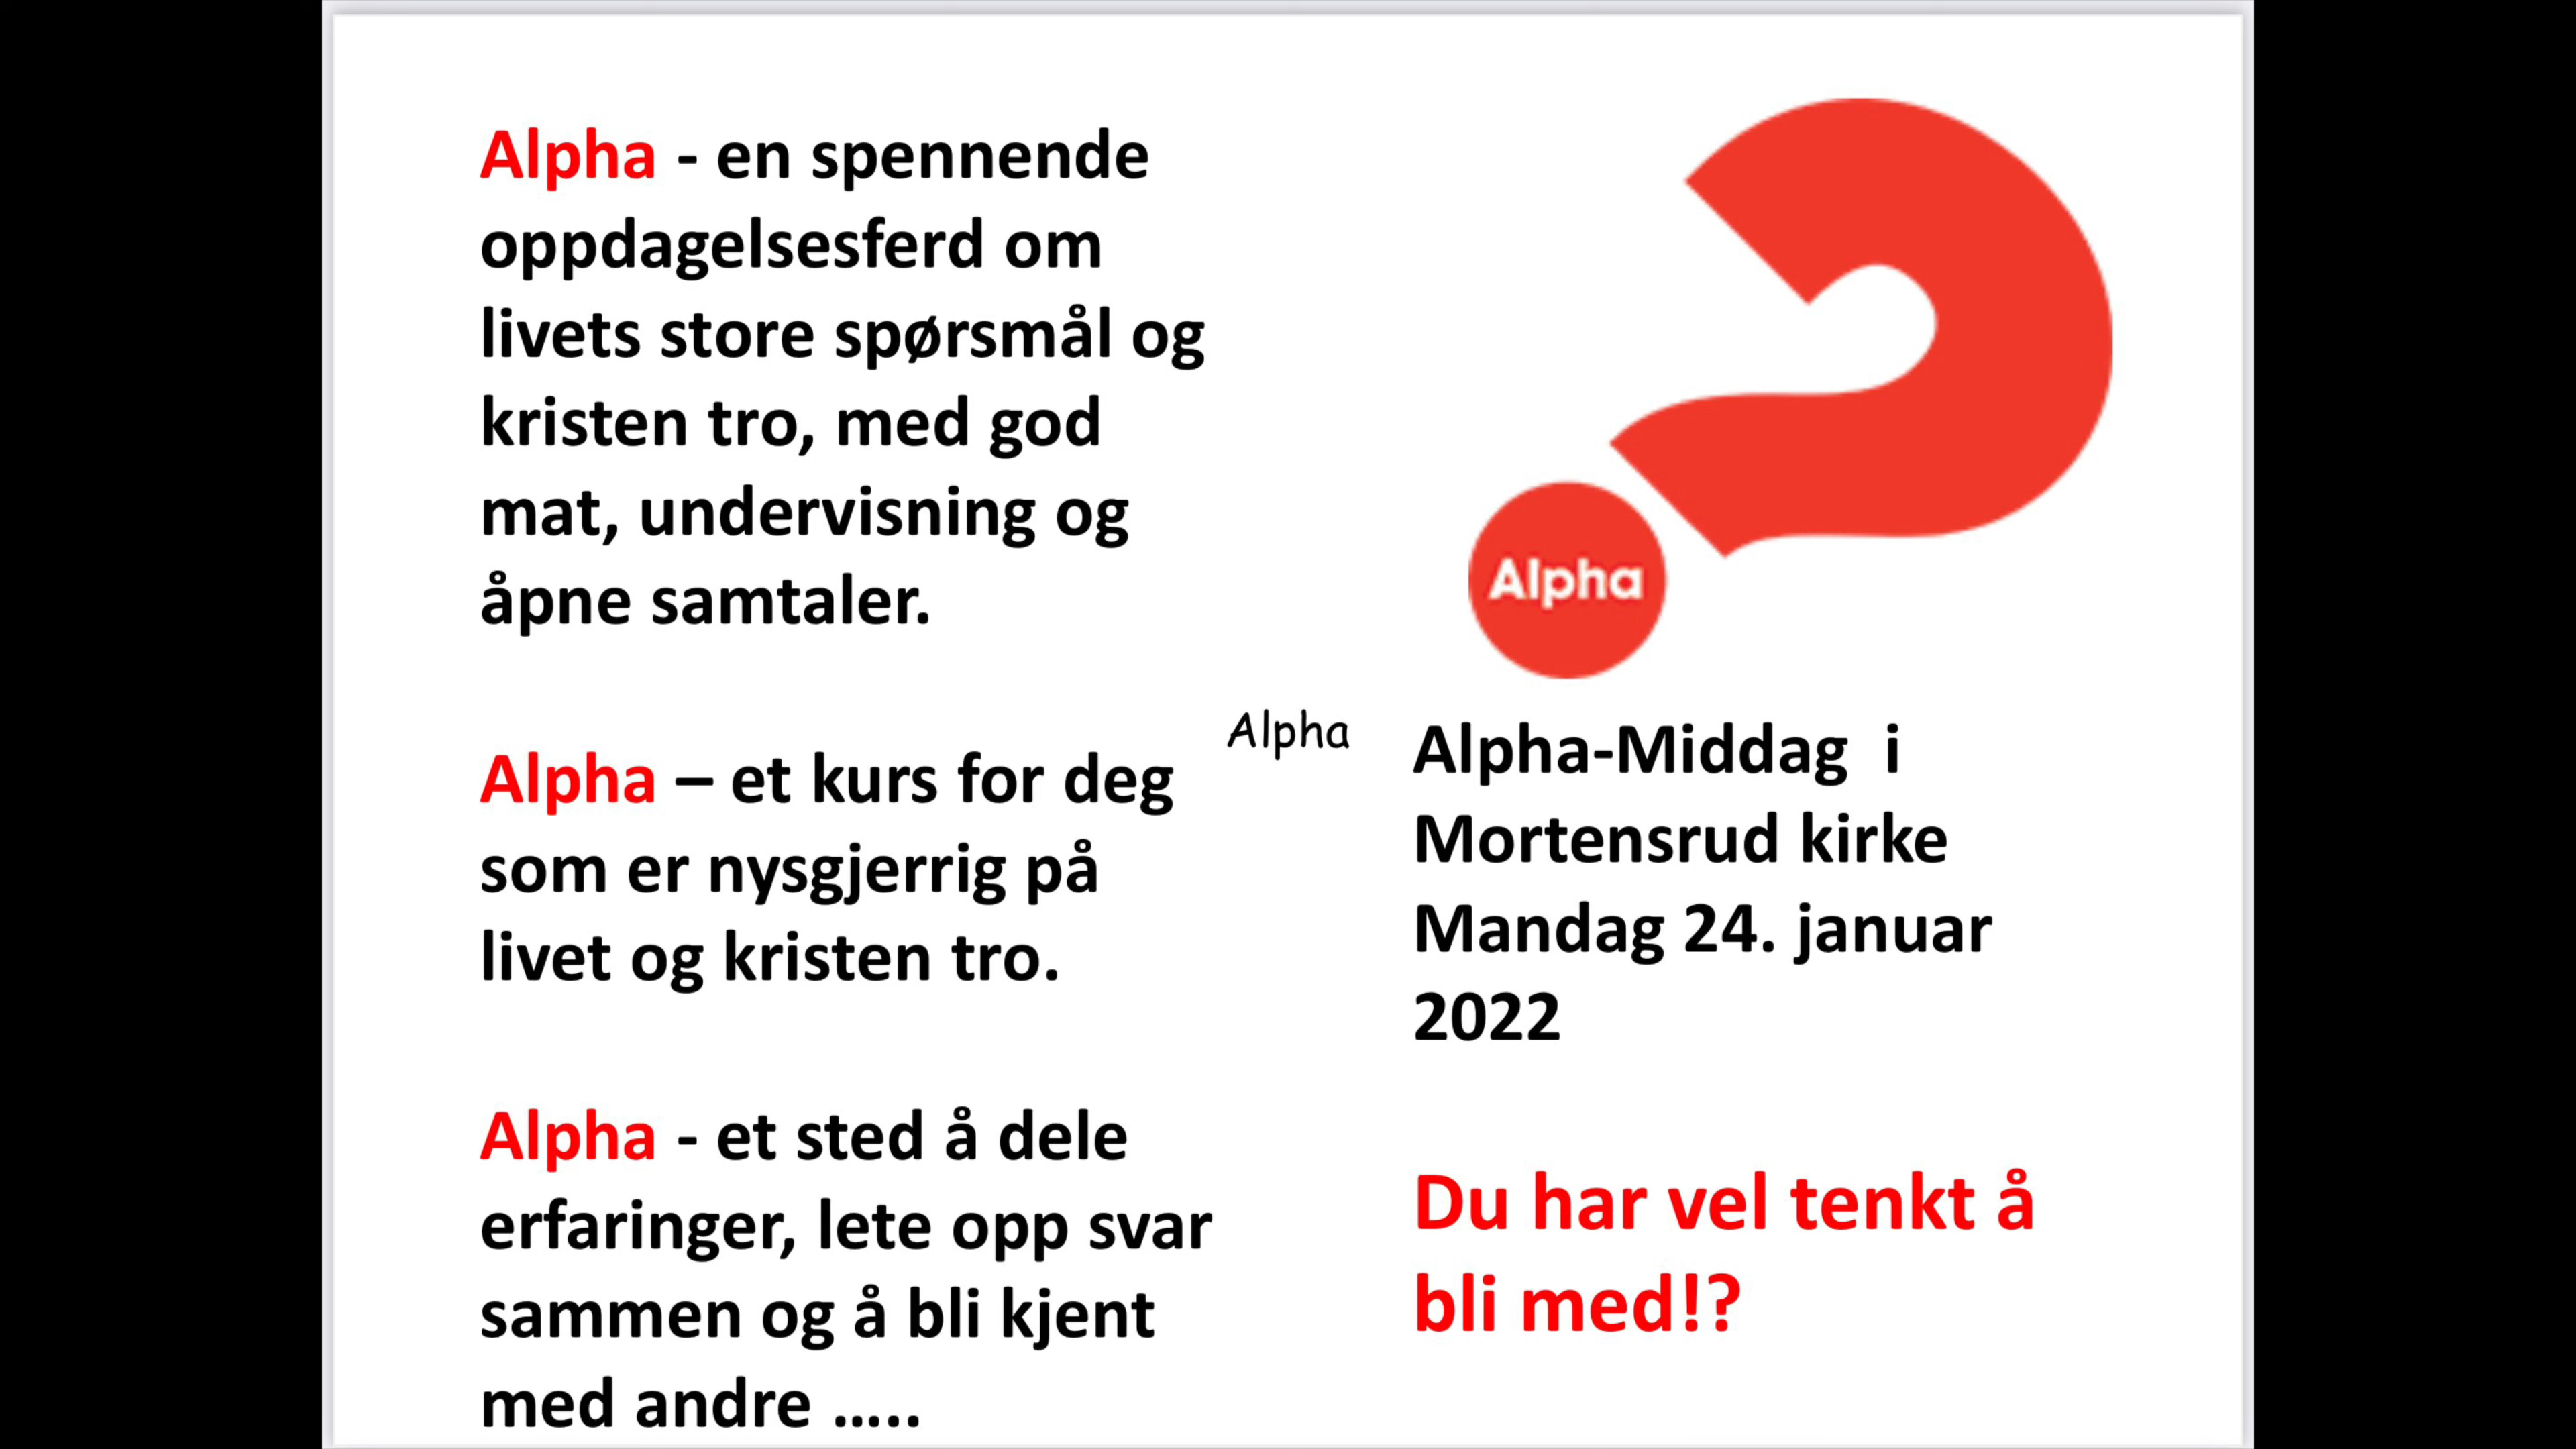 Alpha - en spennende
oppdagelsesferd om
livets store spørsmål og
kristen tro, med god
mat, undervisning og
åpne samtaler.
Alpha – et kurs for deg
som er nysgjerrig på
livet og kristen tro.
Alpha - et sted å dele
erfaringer, lete opp svar
sammen og å bli kjent
med andre .....
Alpha
Alpha
Alpha-Middag  i
Mortensrud kirke
Mandag 24. januar
2022
Du har vel tenkt å
bli med!?